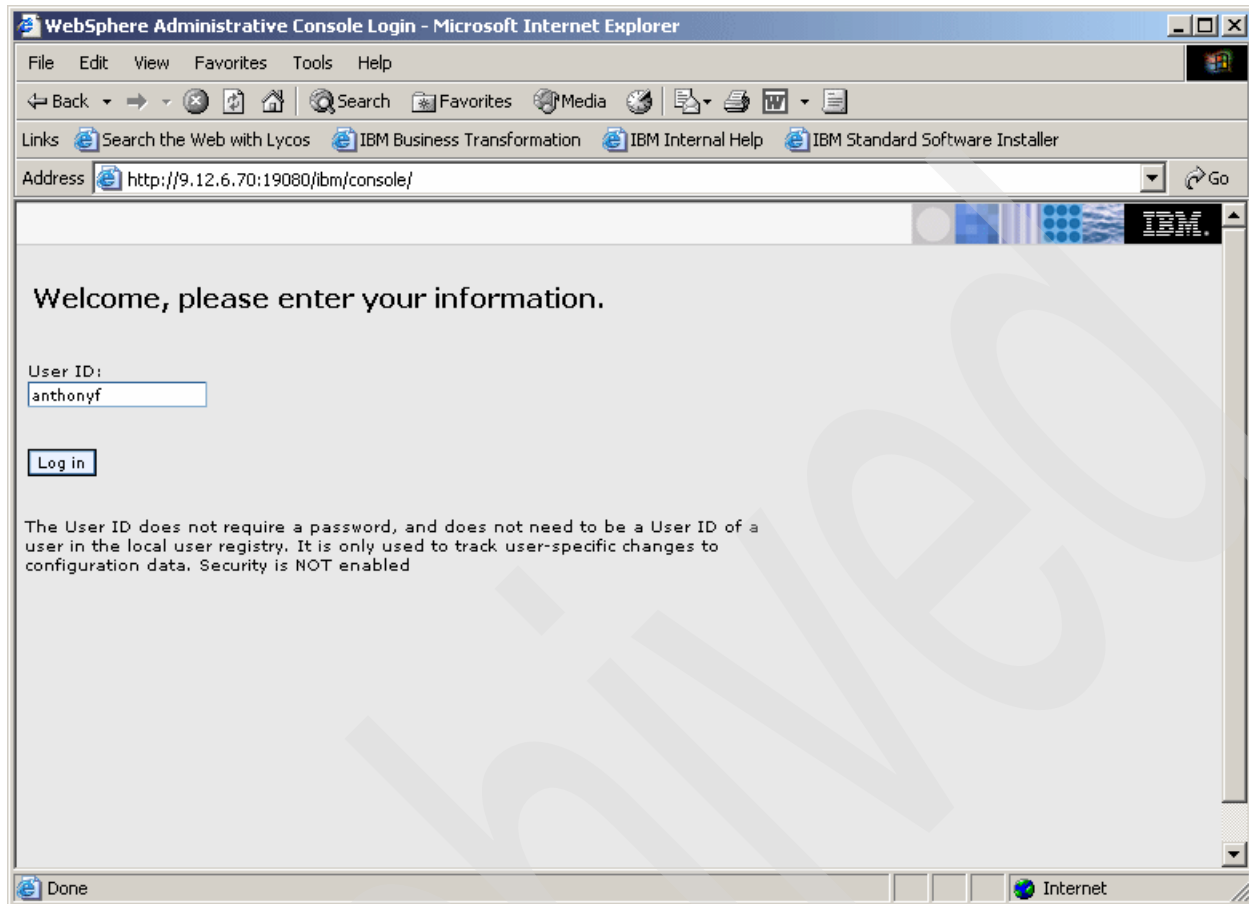 WebSphere Administrative Console Login - Microsoft Internet Explorer
File Edit View Favorites Tools Help
Back Search Favorites Media
Links Search the Web with Lycos IBM Business Transformation IBM Internal Help IBM Standard Software Installer
Address http://9.12.6.70:19080/ibm/console/ Go
IBM.
Welcome, please enter your information.
User ID:
anthonyf
Log in
The User ID does not require a password, and does not need to be a User ID of a
user in the local user registry. It is only used to track user-specific changes to
configuration data. Security is NOT enabled
Done Internet